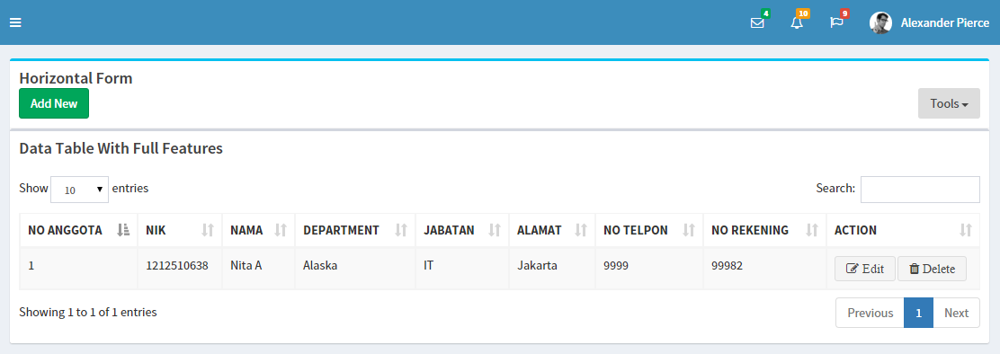 4 10 9 Alexander Pierce
Horizontal Form
Add New Tools
Data Table With Full Features
Show 10 entries Search:
NO ANGGOTA NIK NAMA DEPARTMENT JABATAN ALAMAT NO TELPON NO REKENING ACTION
1 1212510638 Nita A Alaska IT Jakarta 9999 99982 Edit Delete
Showing 1 to 1 of 1 entries Previous 1 Next